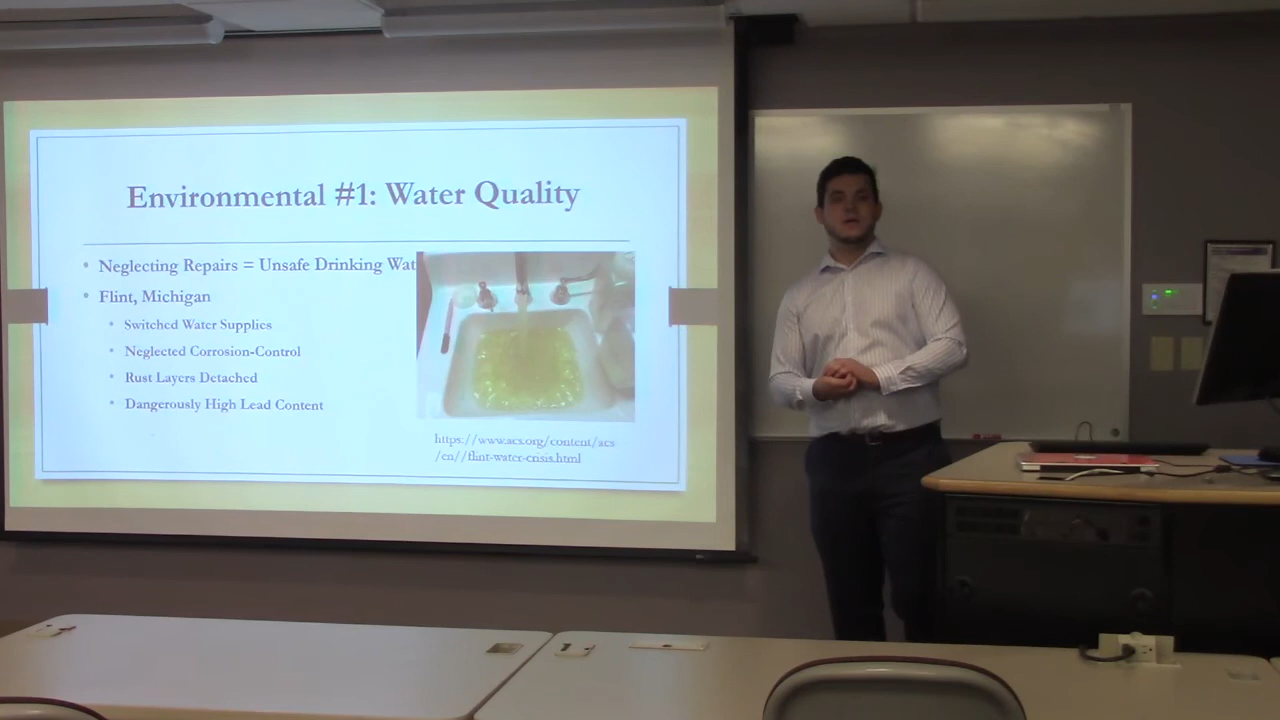 Environmental #1: Water Quality
Neglecting Repairs = Unsafe Drinking Wat
Flint, Michigan
Switched Water Supplies
Neglected Corrosion-Control
Rust Layers Detached
Dangerously High Lead Content
https://www.acs.org/content/acs
/en//flint-water-crisis.html